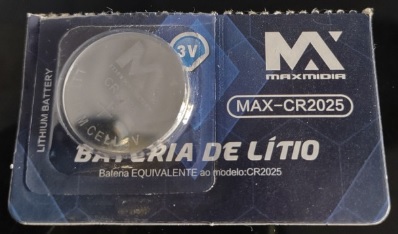 3V
MAXMIDIA
MAX-CR2025
LITHIUM BATTERY
BATERIA DE LÍTIO
Bateria EQUIVALENTE ao modelo:CR2025